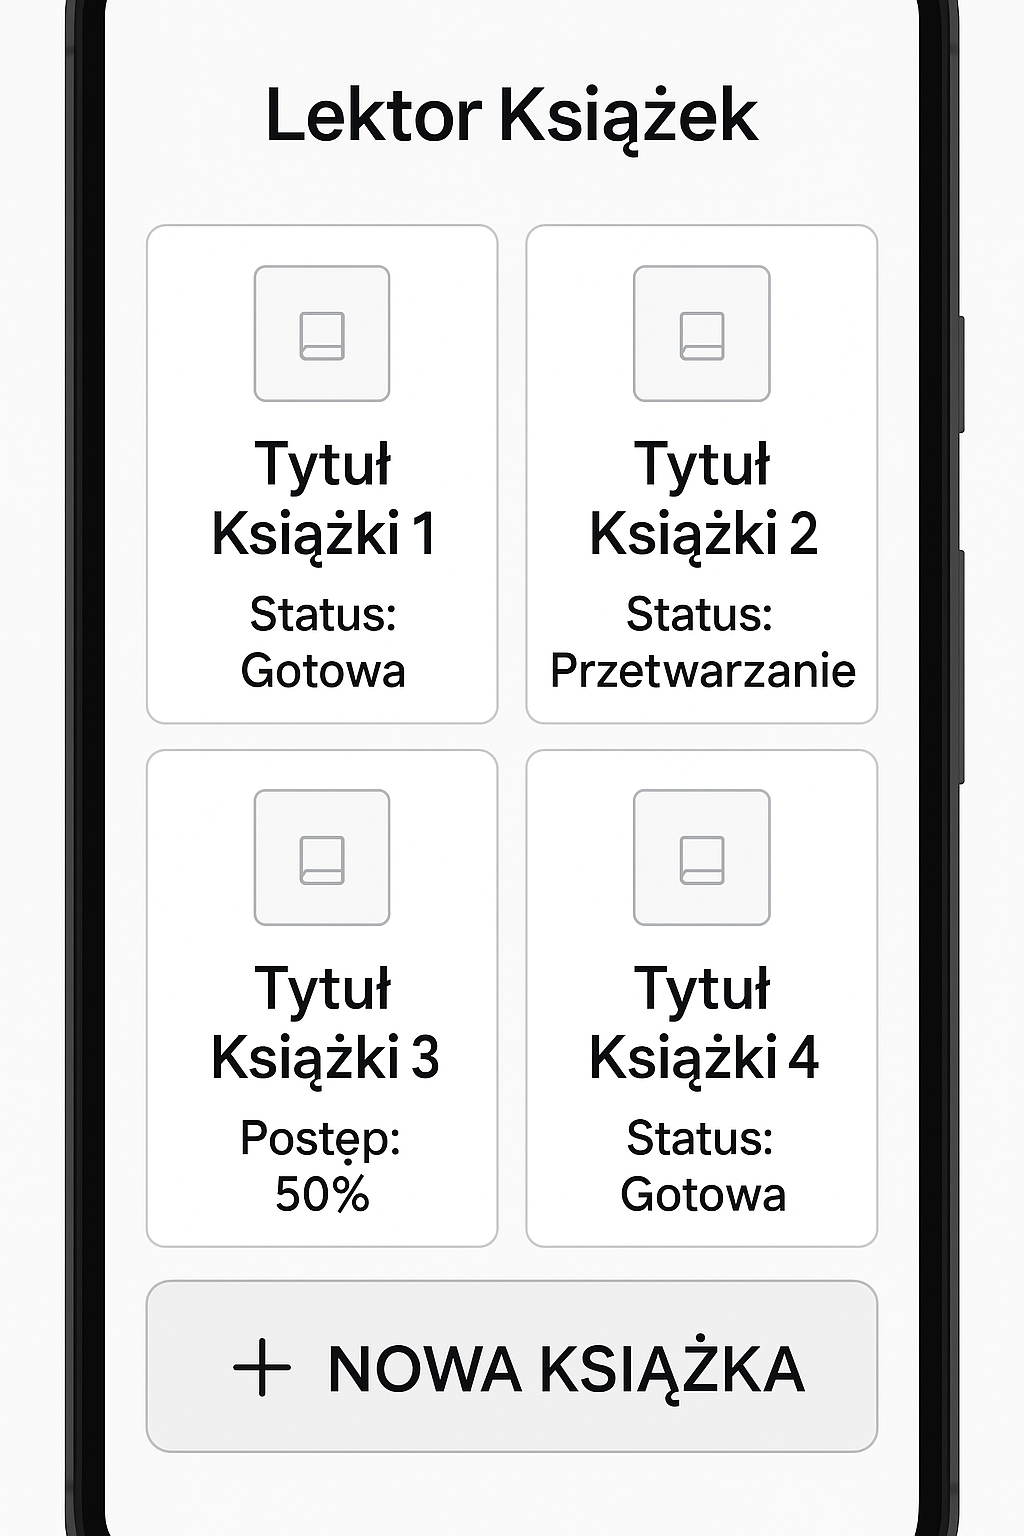 Lektor Książek
Tytuł
Książki 1
Status:
Gotowa
Tytuł
Książki 2
Status:
Przetwarzanie
Tytuł
Książki 3
Postęp:
50%
Tytuł
Książki 4
Status:
Gotowa
+ NOWA KSIĄŻKA